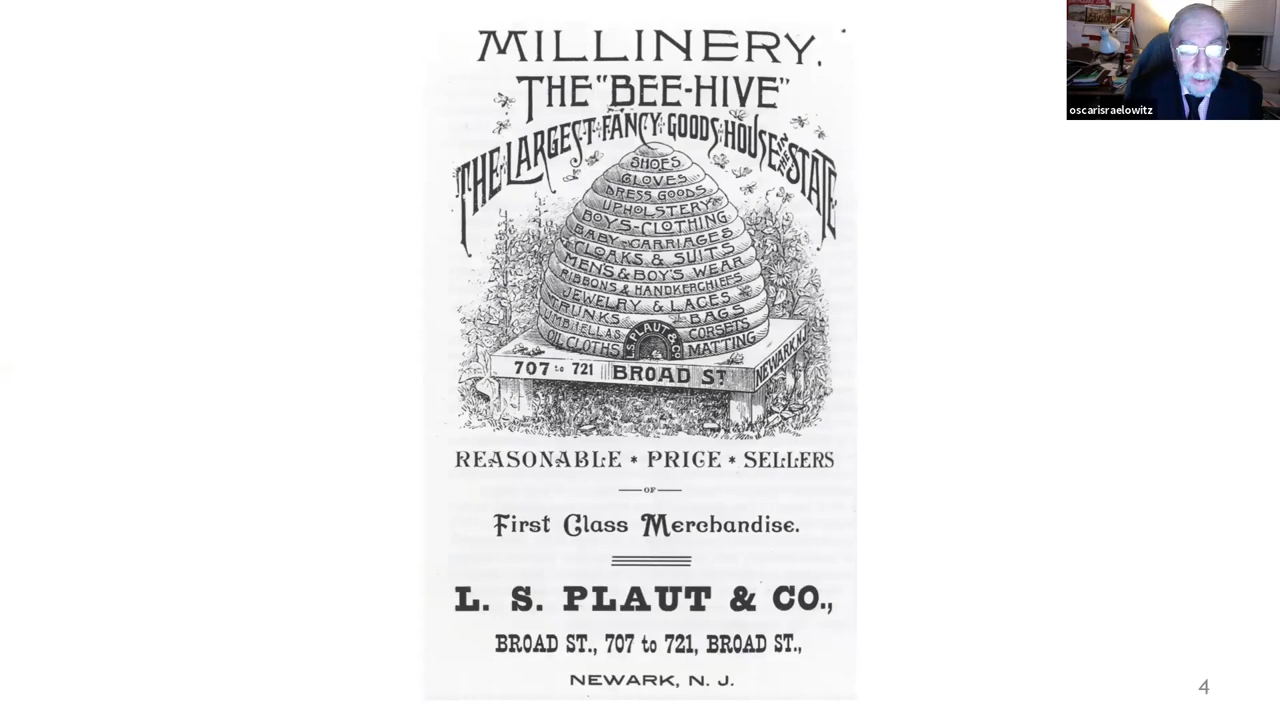 MILLINERY.
THE "BEE-HIVE"
THE LARGEST FANCY GOODS HOUSE IN THE STATE
SHOES
GLOVES
DRESS GOODS
UPHOLSTERY
BOYS-CLOTHING
BABY-CARRIAGES
CLOAKS & SUITS
MEN'S & BOY'S WEAR
RIBBONS & HANDKERCHIEFS
JEWELRY & LACES
TRUNKS BAGS
UMBRELLAS CORSETS
OIL CLOTHS L.S. PLAUT & CO MATTING
707 to 721 BROAD ST NEWARK N.J.
REASONABLE * PRICE * SELLERS
OF
First Class Merchandise.
L. S. PLAUT & CO.,
BROAD ST., 707 to 721, BROAD ST.,
NEWARK, N. J.
oscarisraelowitz
4